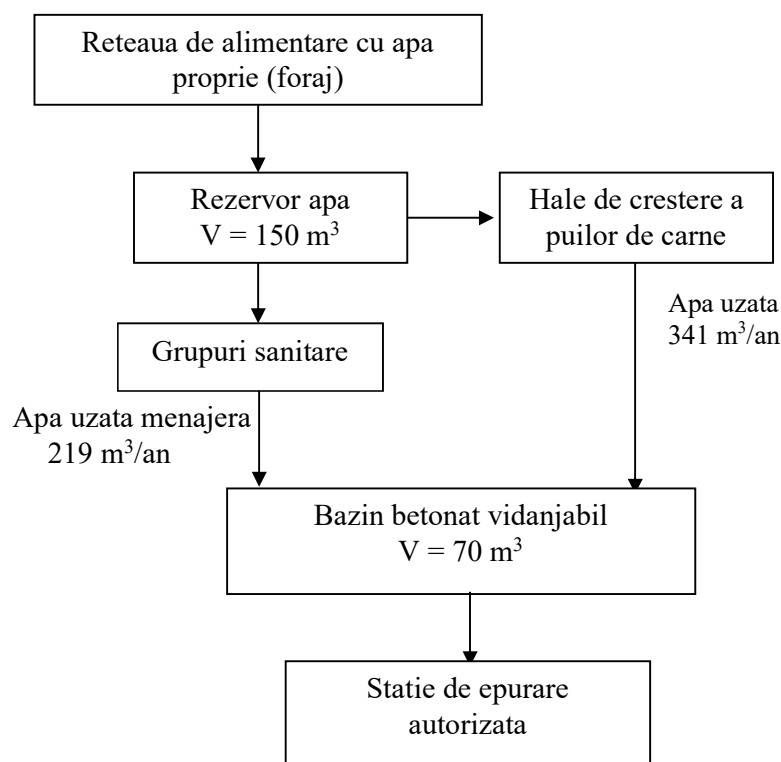 Reteaua de alimentare cu apa
proprie (foraj)
Rezervor apa
V = 150 m³
Hale de crestere a
puilor de carne
Apa uzata
341 m³/an
Grupuri sanitare
Apa uzata menajera
219 m³/an
Bazin betonat vidanjabil
V = 70 m³
Statie de epurare
autorizata